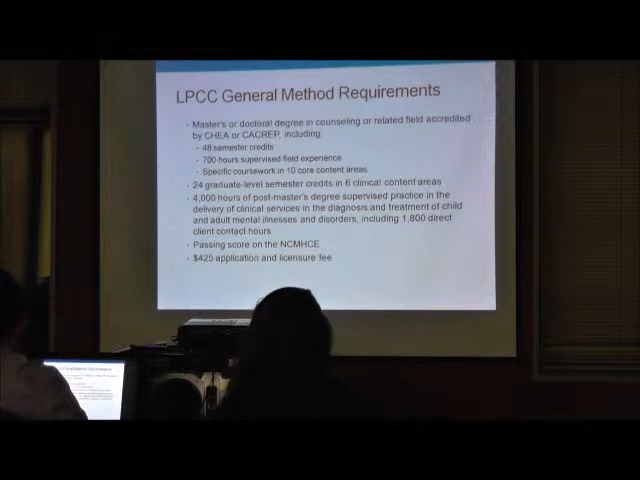 LPCC General Method Requirements
- Master's or doctoral degree in counseling or related field accredited
by CHEA or CACREP, including:
- 48 semester credits
- 700 hours supervised field experience
- Specific coursework in 10 core content areas
- 24 graduate-level semester credits in 6 clinical content areas
- 4,000 hours of post-master's degree supervised practice in the
delivery of clinical services in the diagnosis and treatment of child
and adult mental illnesses and disorders, including 1,800 direct
client contact hours
- Passing score on the NCMHCE
- $425 application and licensure fee